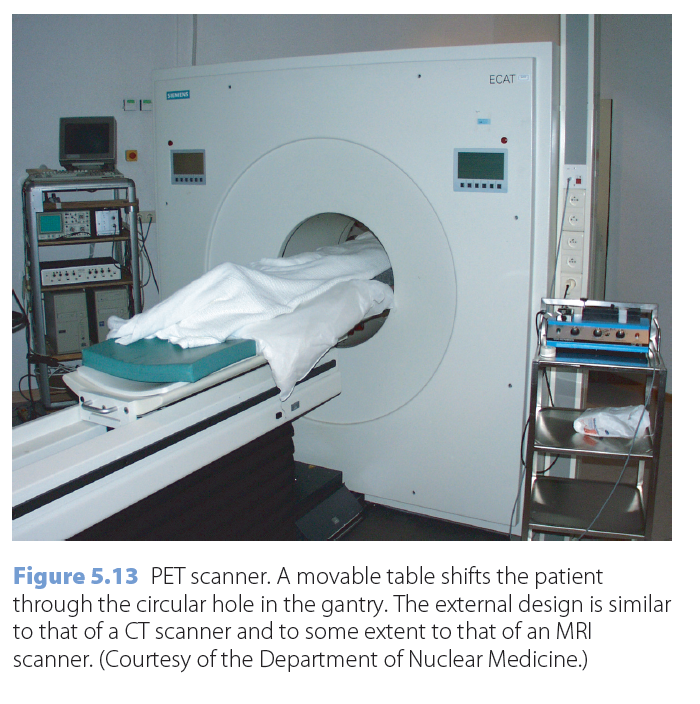 SIEMENS
ECAT
Figure 5.13 PET scanner. A movable table shifts the patient
through the circular hole in the gantry. The external design is similar
to that of a CT scanner and to some extent to that of an MRI
scanner. (Courtesy of the Department of Nuclear Medicine.)